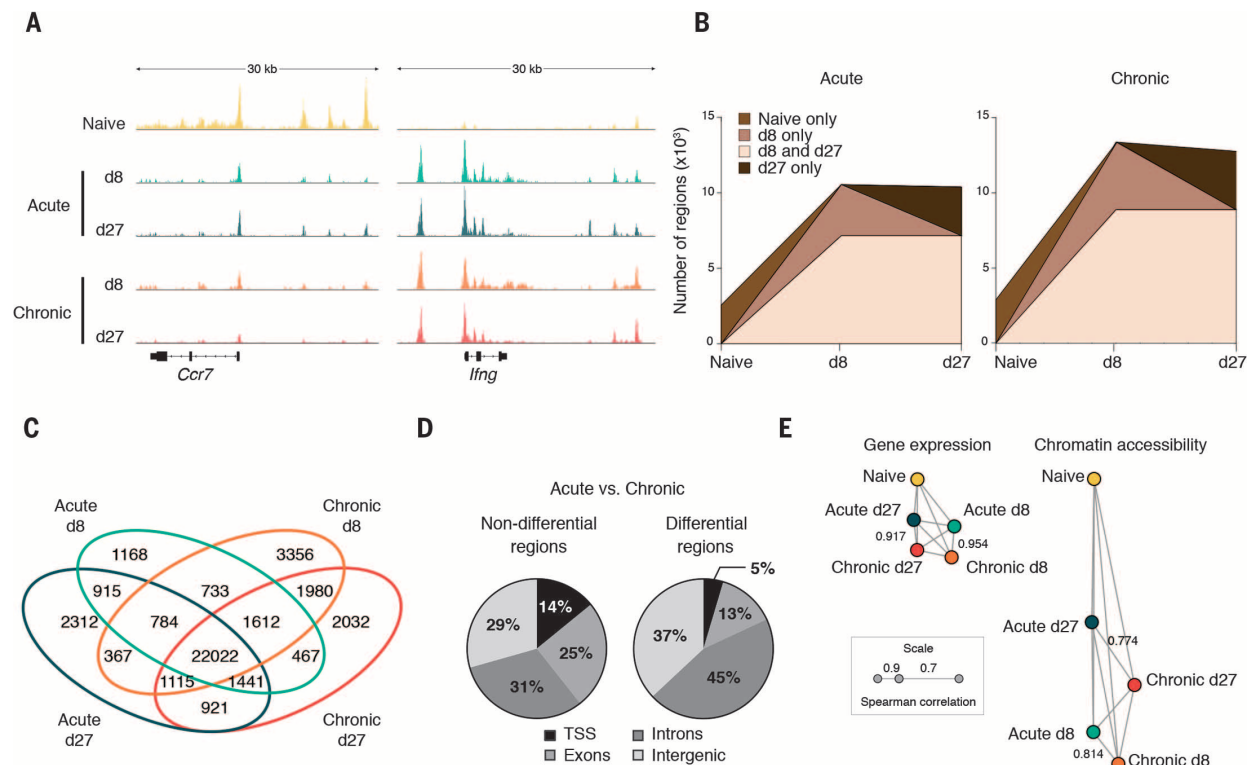 A
30 kb
30 kb
Naive
Acute
d8
d27
Chronic
d8
d27
Ccr7
Ifng
B
Acute
Chronic
Number of regions (x10³)
15
10
5
0
Naive only
d8 only
d8 and d27
d27 only
Naive
d8
d27
15
10
5
0
Naive
d8
d27
C
Acute
d8
Chronic
d8
1168
3356
915
733
1980
2312
784
1612
2032
367
22022
467
1115
1441
921
Acute
d27
Chronic
d27
D
Acute vs. Chronic
Non-differential
regions
Differential
regions
14%
25%
31%
29%
5%
13%
45%
37%
TSS
Introns
Exons
Intergenic
E
Gene expression
Naive
Acute d27
Acute d8
0.917
0.954
Chronic d27
Chronic d8
Scale
0.9
0.7
Spearman correlation
Chromatin accessibility
Naive
Acute d27
0.774
Chronic d27
Acute d8
0.814
Chronic d8